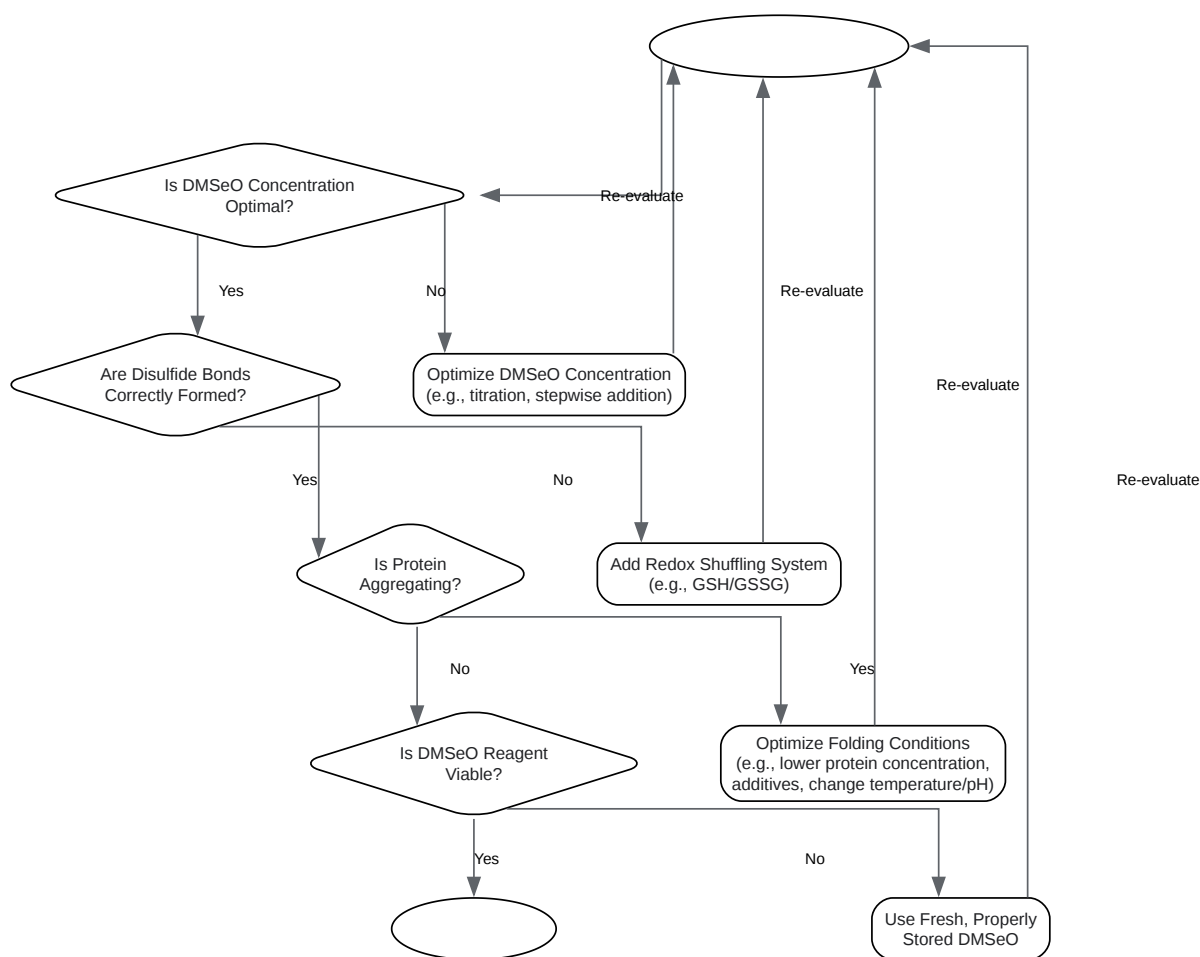 Is DMSeO Concentration
Optimal?
Re-evaluate
Yes
No
Re-evaluate
Are Disulfide Bonds
Correctly Formed?
Optimize DMSeO Concentration
(e.g., titration, stepwise addition)
Re-evaluate
Yes
No
Re-evaluate
Is Protein
Aggregating?
Add Redox Shuffling System
(e.g., GSH/GSSG)
No
Yes
Is DMSeO Reagent
Viable?
Optimize Folding Conditions
(e.g., lower protein concentration,
additives, change temperature/pH)
Yes
No
Use Fresh, Properly
Stored DMSeO